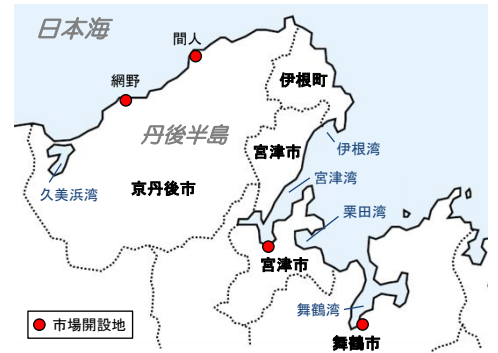 日本海
間人
網野
伊根町
丹後半島
宮津市
伊根湾
久美浜湾
京丹後市
宮津湾
栗田湾
宮津市
舞鶴湾
市場開設地
舞鶴市